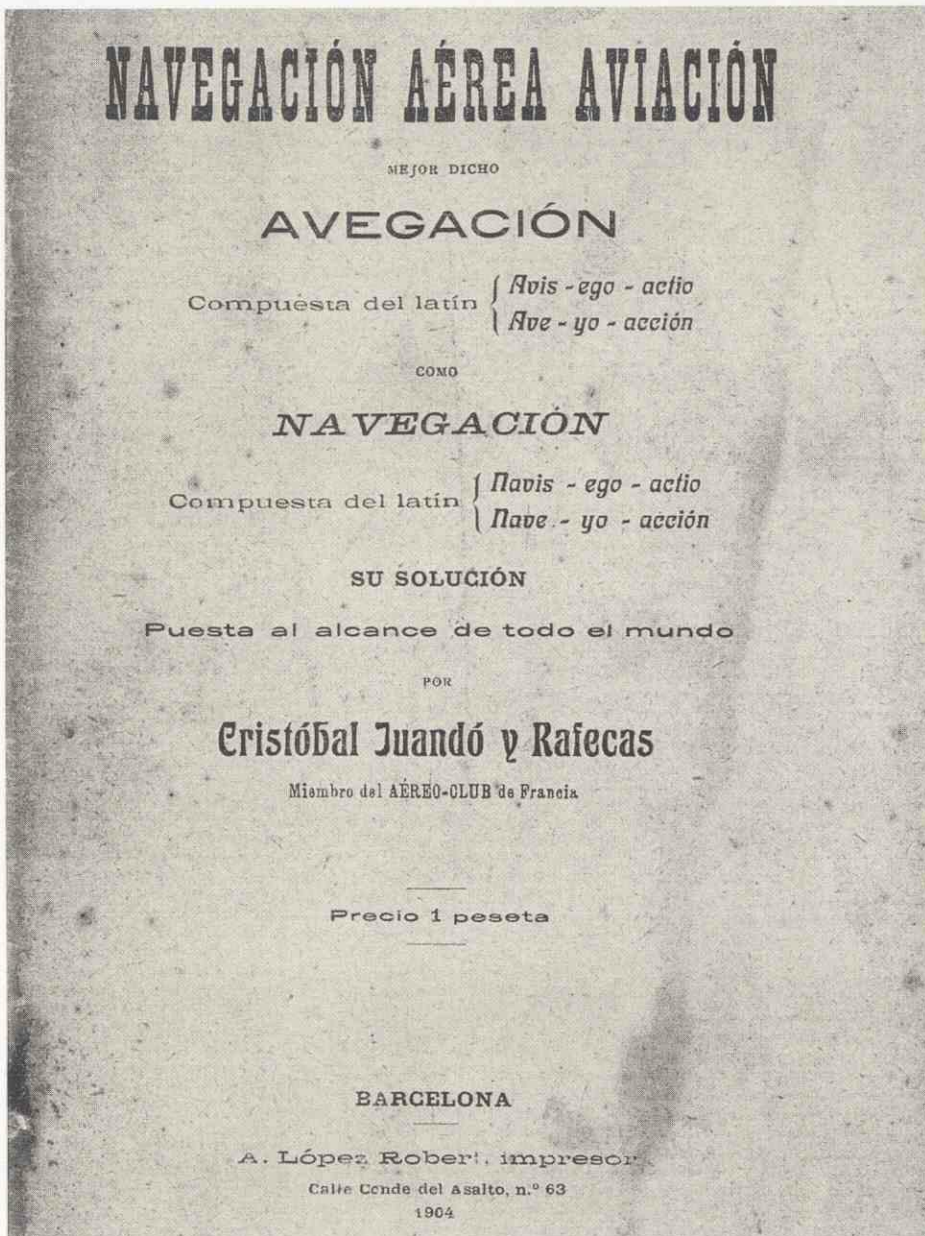 NAVEGACIÓN AÉREA AVIACIÓN
MEJOR DICHO
AVEGACIÓN
Compuesta del latín { Avis - ego - actio
Ave - yo - acción
COMO
NAVEGACIÓN
Compuesta del latín { Navis - ego - actio
Nave - yo - acción
SU SOLUCIÓN
Puesta al alcance de todo el mundo
POR
Cristóbal Juandó y Rafecas
Miembro del AÉREO-CLUB de Francia
Precio 1 peseta
BARCELONA
A. López Robert, impresor
Calle Conde del Asalto, n.º 63
1904